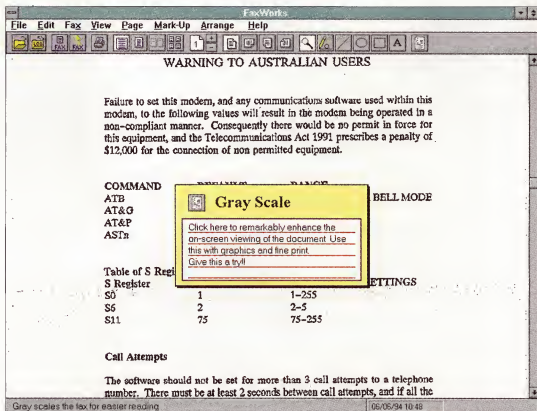 FaxWorks
File Edit Fax View Page Mark-Up Arrange Help
FAX FAX 1 A
WARNING TO AUSTRALIAN USERS
Failure to set this modem, and any communications software used within this
modem, to the following values will result in the modem being operated in a
non-compliant manner. Consequently there would be no permit in force for
this equipment, and the Telecommunications Act 1991 prescribes a penalty of
$12,000 for the connection of non permitted equipment.
COMMAND RANGE
ATB BELL MODE
AT&G
AT&P
ASTn
Gray Scale
Click here to remarkably enhance the
on-screen viewing of the document. Use
this with graphics and fine print.
Give this a try!!
Table of S Regi
S Register ETTINGS
S0 1 1-255
S6 2 2-5
S11 75 75-255
Call Attempts
The software should not be set for more than 3 call attempts to a telephone
number. There must be at least 2 seconds between call attempts, and if all the
Gray scales the fax for easier reading 06/06/94 10:48